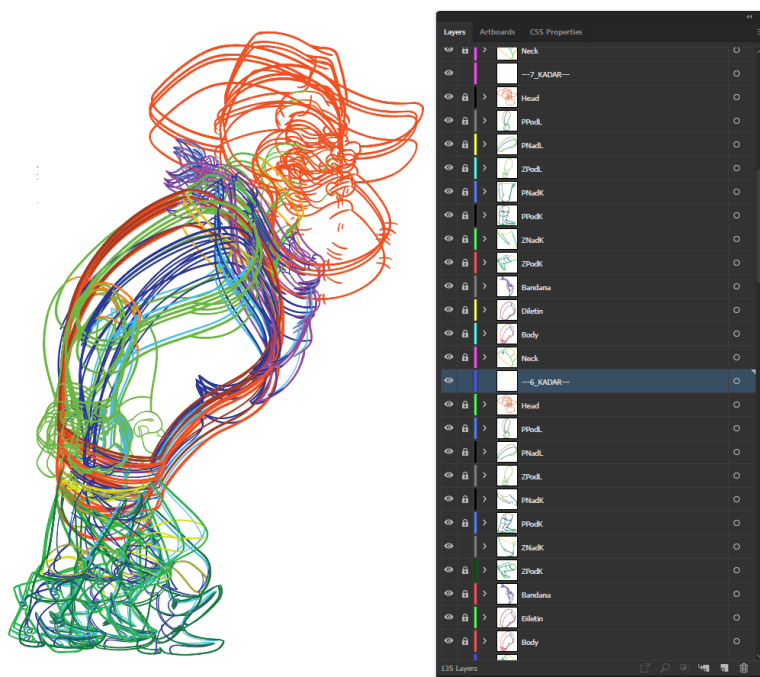 Layers Artboards CSS Properties
Neck
---7_KADAR---
Head
PPodL
PNadL
ZPodL
PNadK
PPodK
ZNadK
ZPodK
Bandana
Diletin
Body
Neck
---6_KADAR---
Head
PPodL
PNadL
ZPodL
PNadK
PPodK
ZNadK
ZPodK
Bandana
Điletin
Body
135 Layers